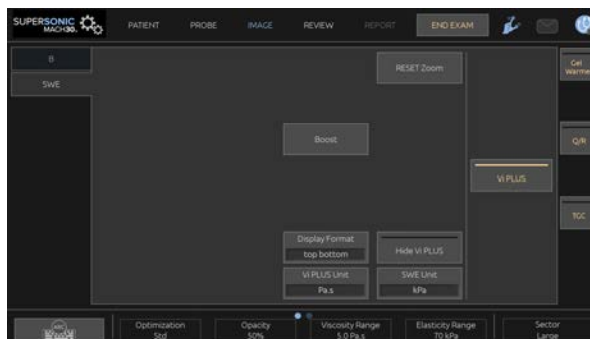 SUPERSONIC
MACH30.
PATIENT
PROBE
IMAGE
REVIEW
REPORT
END EXAM
B
SWE
RESET Zoom
Gel
Warmer
Boost
Q/R
Vi PLUS
TGC
Display Format
top bottom
Hide Vi PLUS
Vi PLUS Unit
Pa.s
SWE Unit
kPa
Optimization
Std
Opacity
50%
Viscosity Range
5.0 Pa.s
Elasticity Range
70 kPa
Sector
Large